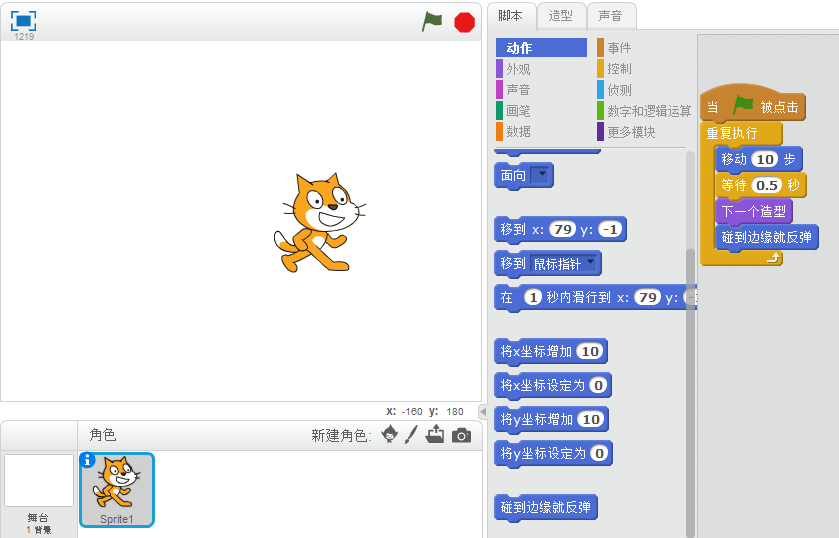 1219
脚本 造型 声音
动作 事件
外观 控制
声音 侦测
画笔 数字和逻辑运算
数据 更多模块
面向
移到 x: 79 y: -1
移到 鼠标指针
在 1 秒内滑行到 x: 79 y:
将x坐标增加 10
将x坐标设定为 0
将y坐标增加 10
将y坐标设定为 0
碰到边缘就反弹
当 被点击
重复执行
移动 10 步
等待 0.5 秒
下一个造型
碰到边缘就反弹
x: -160 y: 180
角色 新建角色:
舞台
1 背景
Sprite1